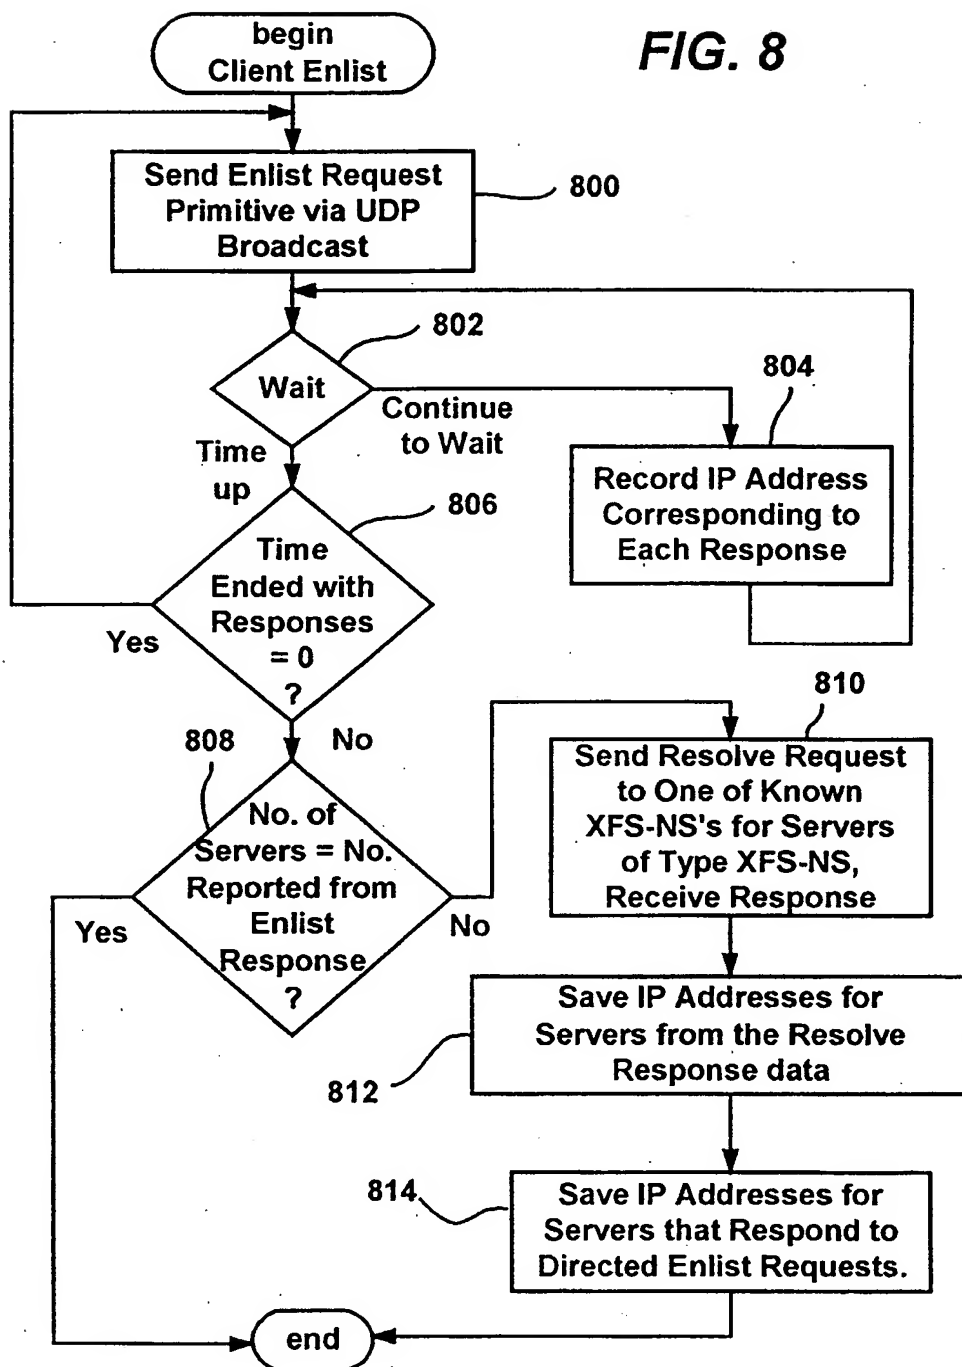 begin
Client Enlist
FIG. 8
Send Enlist Request
Primitive via UDP
Broadcast
800
802
Wait
Continue
to Wait
804
Time
up
Record IP Address
Corresponding to
Each Response
806
Time
Ended with
Responses
= 0
?
Yes
No
808
No. of
Servers = No.
Reported from
Enlist
Response
?
Yes
No
810
Send Resolve Request
to One of Known
XFS-NS's for Servers
of Type XFS-NS,
Receive Response
Save IP Addresses for
Servers from the Resolve
Response data
812
814
Save IP Addresses for
Servers that Respond to
Directed Enlist Requests.
end